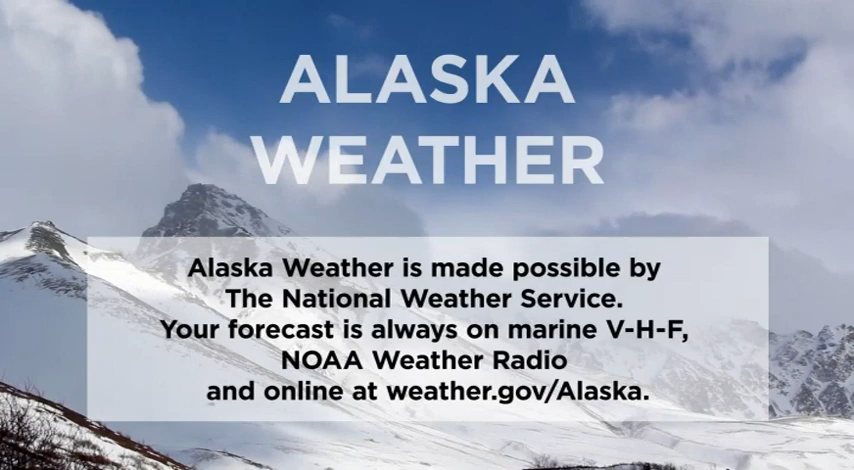 ALASKA
WEATHER
Alaska Weather is made possible by
The National Weather Service.
Your forecast is always on marine V-H-F,
NOAA Weather Radio
and online at weather.gov/Alaska.